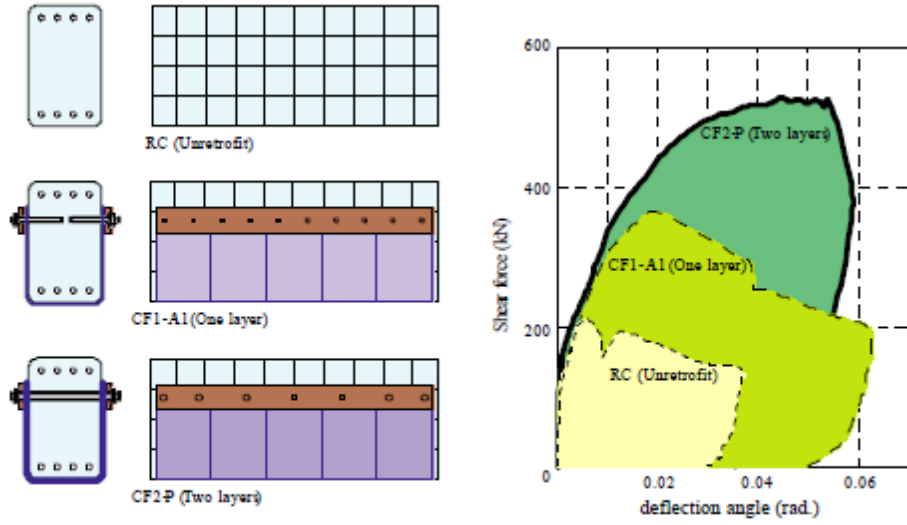 RC (Unretrofit)
CF1-A1(One layer)
CF2-P (Two layers)
600
400
200
0
Shear force (kN)
CF2-P (Two layers)
CF1-A1 (One layer)
RC (Unretrofit)
0.02
0.04
0.06
deflection angle (rad.)